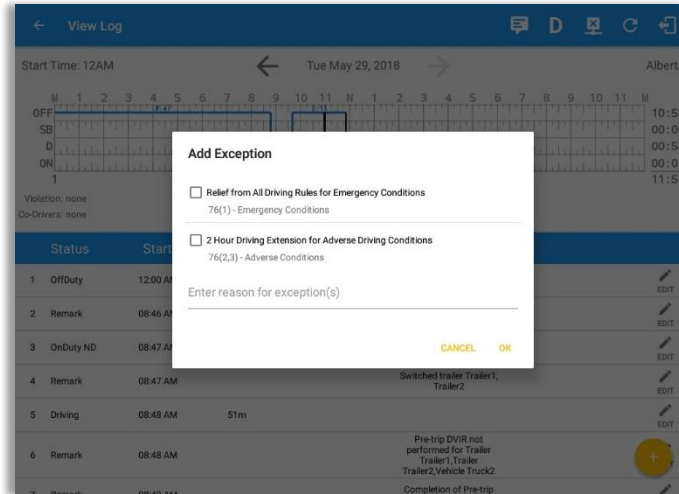 View Log
D
Start Time: 12AM
Tue May 29, 2018
Albert
M 1 2 3 4 5 6 7 8 9 10 11 N 1 2 3 4 5 6 7 8 9 10 11 M
OFF
SB
D
ON
10:5
00:0
00:5
00:0
11:5
1
Violation: none
Co-Drivers: none
Add Exception
Relief from All Driving Rules for Emergency Conditions
76(1) - Emergency Conditions
2 Hour Driving Extension for Adverse Driving Conditions
76(2,3) - Adverse Conditions
Enter reason for exception(s)
CANCEL OK
Status Start
1 OffDuty 12:00 A
EDIT
2 Remark 08:46 A
EDIT
3 OnDuty ND 08:47 A
EDIT
4 Remark 08:47 AM Switched trailer Trailer1,
Trailer2
EDIT
5 Driving 08:48 AM 51m
EDIT
6 Remark 08:48 AM Pre-trip DVIR not
performed for Trailer
Trailer1,Trailer
Trailer2,Vehicle Truck2
7 Remark Completion of Pre-trip